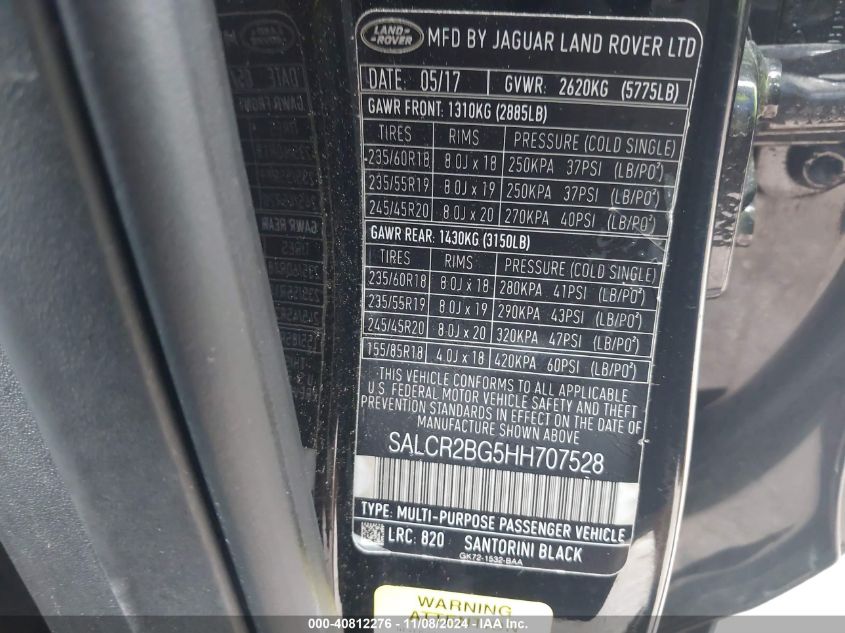 LAND ROVER MFD BY JAGUAR LAND ROVER LTD
DATE: 05/17 GVWR: 2620KG (5775LB)
GAWR FRONT: 1310KG (2885LB)
TIRES RIMS PRESSURE (COLD SINGLE)
235/60R18 8.0J x 18 250KPA 37PSI (LB/PO²)
235/55R19 8.0J x 19 250KPA 37PSI (LB/PO²)
245/45R20 8.0J x 20 270KPA 40PSI (LB/PO²)
GAWR REAR: 1430KG (3150LB)
TIRES RIMS PRESSURE (COLD SINGLE)
235/60R18 8.0J x 18 280KPA 41PSI (LB/PO²)
235/55R19 8.0J x 19 290KPA 43PSI (LB/PO²)
245/45R20 8.0J x 20 320KPA 47PSI (LB/PO²)
155/85R18 4.0J x 18 420KPA 60PSI (LB/PO²)
THIS VEHICLE CONFORMS TO ALL APPLICABLE
U.S. FEDERAL MOTOR VEHICLE SAFETY AND THEFT
PREVENTION STANDARDS IN EFFECT ON THE DATE OF
MANUFACTURE SHOWN ABOVE
SALCR2BG5HH707528
TYPE: MULTI-PURPOSE PASSENGER VEHICLE
LRC: 820 SANTORINI BLACK
GK72-1532-BAA
WARNING
ATTENTION
000-40812276 - 11/08/2024 - IAA Inc.